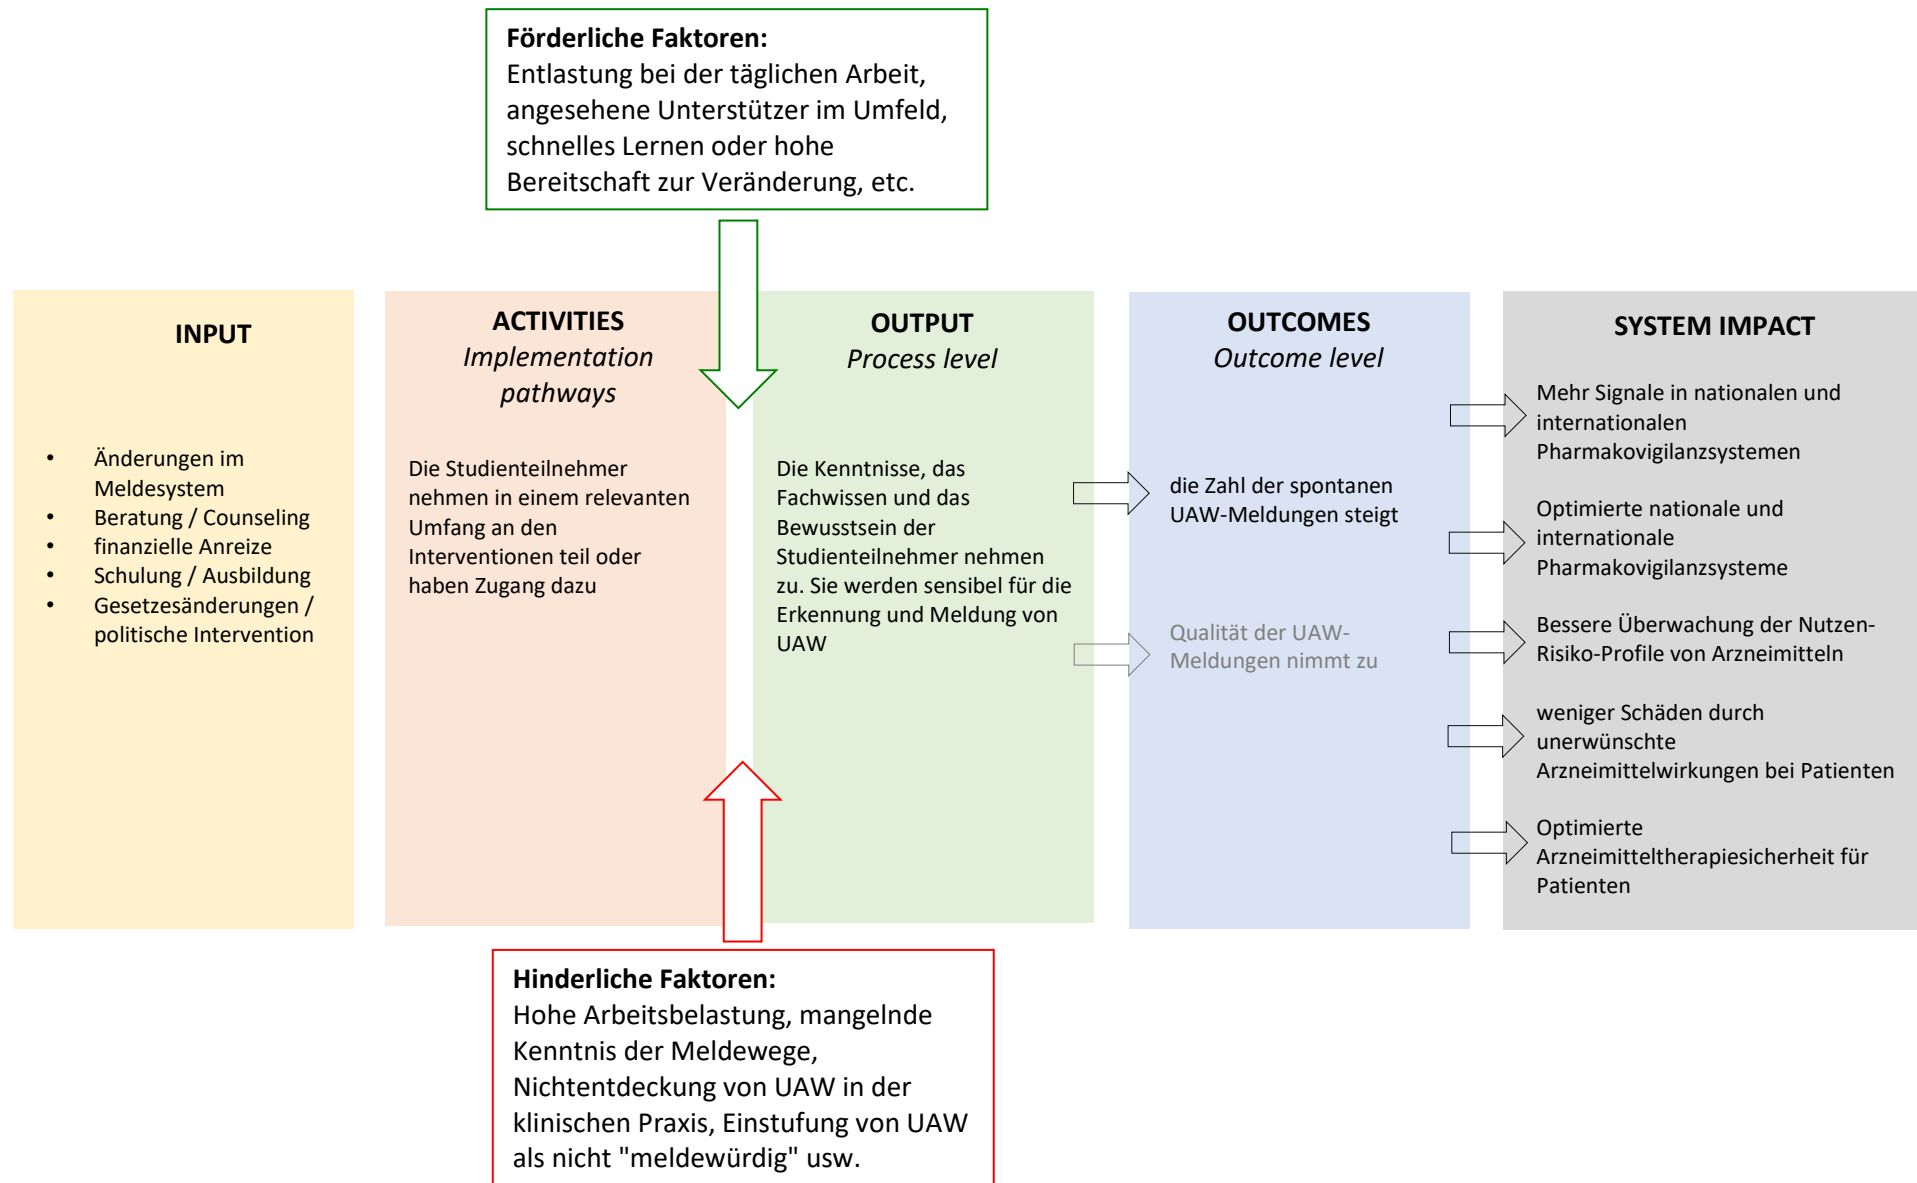 Förderliche Faktoren:
Entlastung bei der täglichen Arbeit,
angesehene Unterstützer im Umfeld,
schnelles Lernen oder hohe
Bereitschaft zur Veränderung, etc.
INPUT
• Änderungen im
Meldesystem
• Beratung / Counseling
• finanzielle Anreize
• Schulung / Ausbildung
• Gesetzesänderungen /
politische Intervention
ACTIVITIES
Implementation
pathways
Die Studienteilnehmer
nehmen in einem relevanten
Umfang an den
Interventionen teil oder
haben Zugang dazu
OUTPUT
Process level
Die Kenntnisse, das
Fachwissen und das
Bewusstsein der
Studienteilnehmer nehmen
zu. Sie werden sensibel für die
Erkennung und Meldung von
UAW
OUTCOMES
Outcome level
die Zahl der spontanen
UAW-Meldungen steigt
Qualität der UAW-
Meldungen nimmt zu
SYSTEM IMPACT
Mehr Signale in nationalen und
internationalen
Pharmakovigilanzsystemen
Optimierte nationale und
internationale
Pharmakovigilanzsysteme
Bessere Überwachung der Nutzen-
Risiko-Profile von Arzneimitteln
weniger Schäden durch
unerwünschte
Arzneimittelwirkungen bei Patienten
Optimierte
Arzneimitteltherapiesicherheit für
Patienten
Hinderliche Faktoren:
Hohe Arbeitsbelastung, mangelnde
Kenntnis der Meldewege,
Nichtentdeckung von UAW in der
klinischen Praxis, Einstufung von UAW
als nicht "meldewürdig" usw.